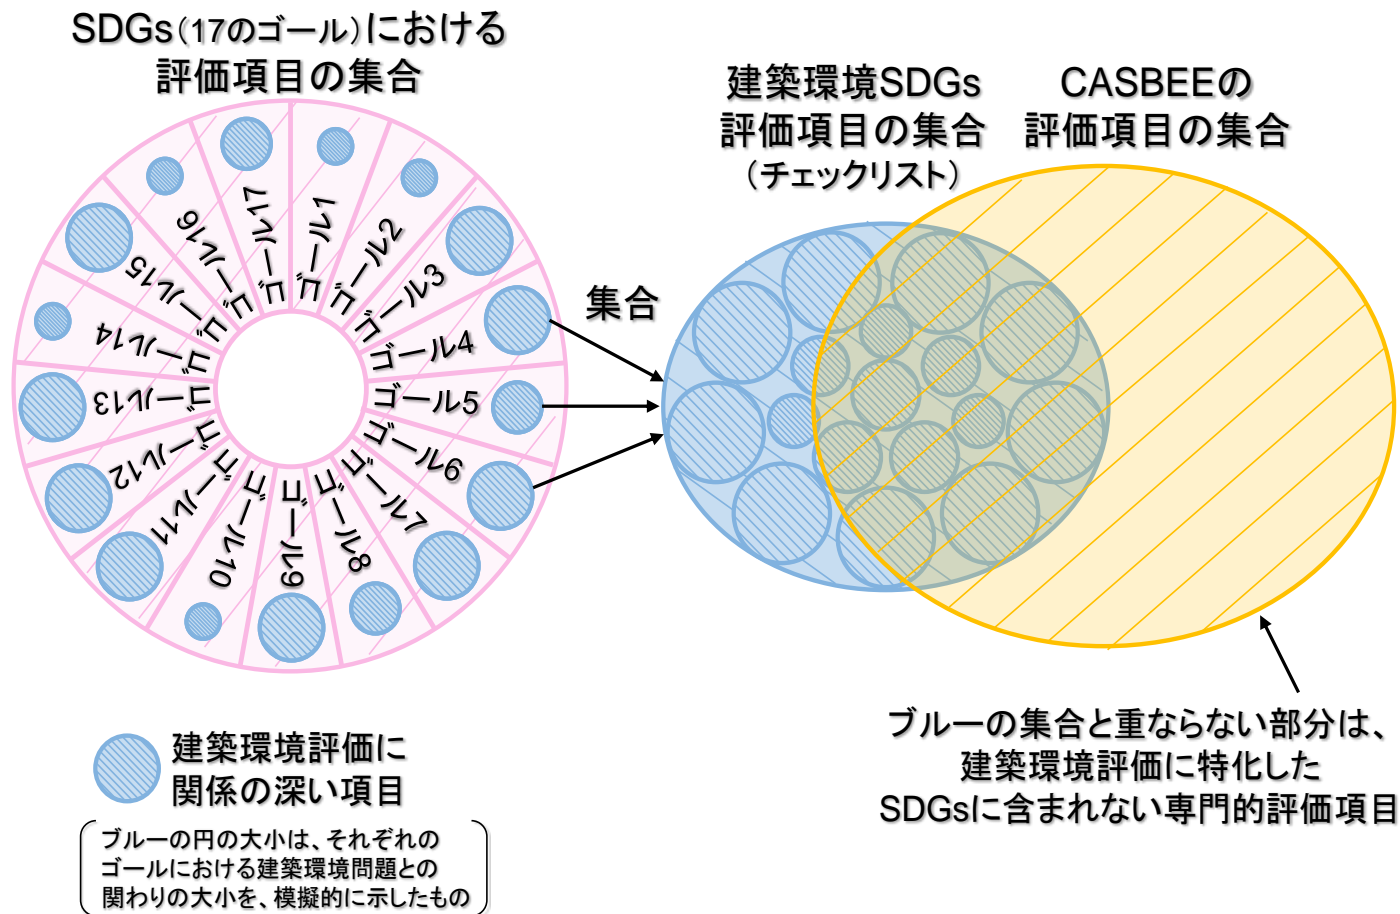 SDGs（17のゴール）における
評価項目の集合
ゴール1
ゴール2
ゴール3
ゴール4
ゴール5
ゴール6
ゴール7
ゴール8
ゴール9
ゴール10
ゴール11
ゴール12
ゴール13
ゴール14
ゴール15
ゴール16
ゴール17
集合
建築環境SDGs
評価項目の集合
（チェックリスト）
CASBEEの
評価項目の集合
ブルーの集合と重ならない部分は、
建築環境評価に特化した
SDGsに含まれない専門的評価項目
建築環境評価に
関係の深い項目
ブルーの円の大小は、それぞれの
ゴールにおける建築環境問題との
関わりの大小を、模擬的に示したもの